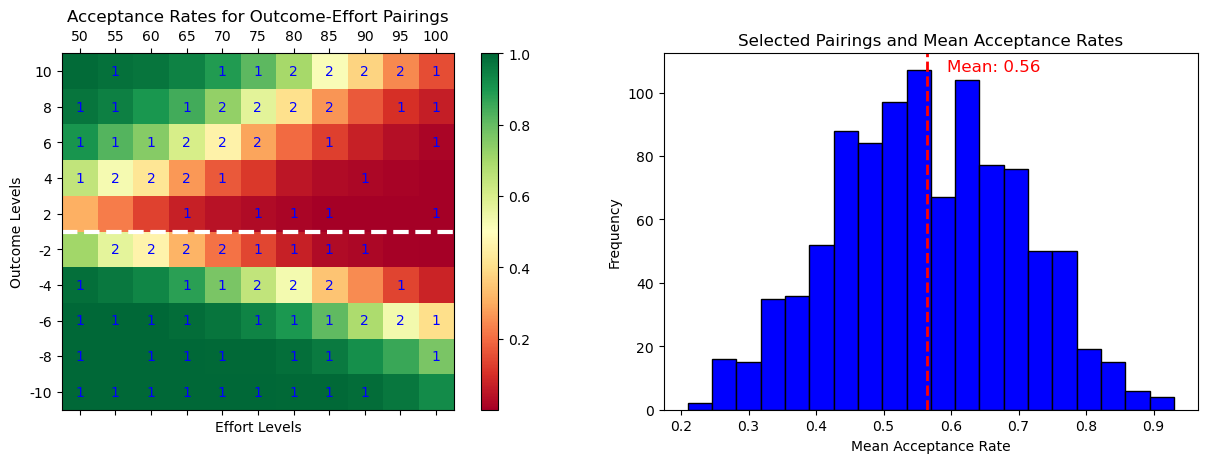 Acceptance Rates for Outcome-Effort Pairings
50 55 60 65 70 75 80 85 90 95 100
10 1 1 1 2 2 2 2 1
8 1 1 1 2 2 2 2 1 1
6 1 1 1 2 2 2 1 1
4 1 2 2 2 1 1
2 1 1 1 1 1
-2 2 2 2 2 1 1 1 1
-4 1 1 1 2 2 2 1
-6 1 1 1 1 1 1 1 2 2 1
-8 1 1 1 1 1 1 1
-10 1 1 1 1 1 1 1 1 1
Outcome Levels
Effort Levels
1.0
0.8
0.6
0.4
0.2
Selected Pairings and Mean Acceptance Rates
Mean: 0.56
100
80
60
40
20
0
Frequency
0.2 0.3 0.4 0.5 0.6 0.7 0.8 0.9
Mean Acceptance Rate